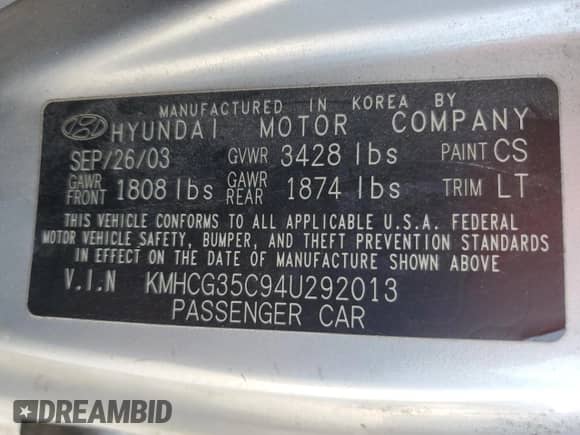 MANUFACTURED IN KOREA BY
HYUNDAI MOTOR COMPANY
SEP/26/03 GVWR 3428 lbs PAINT CS
GAWR FRONT 1808 lbs GAWR REAR 1874 lbs TRIM LT
THIS VEHICLE CONFORMS TO ALL APPLICABLE U.S.A. FEDERAL
MOTOR VEHICLE SAFETY, BUMPER, AND THEFT PREVENTION STANDARDS
IN EFFECT ON THE DATE OF MANUFACTURE SHOWN ABOVE
V.I.N KMHCG35C94U292013
PASSENGER CAR
DREAMBID